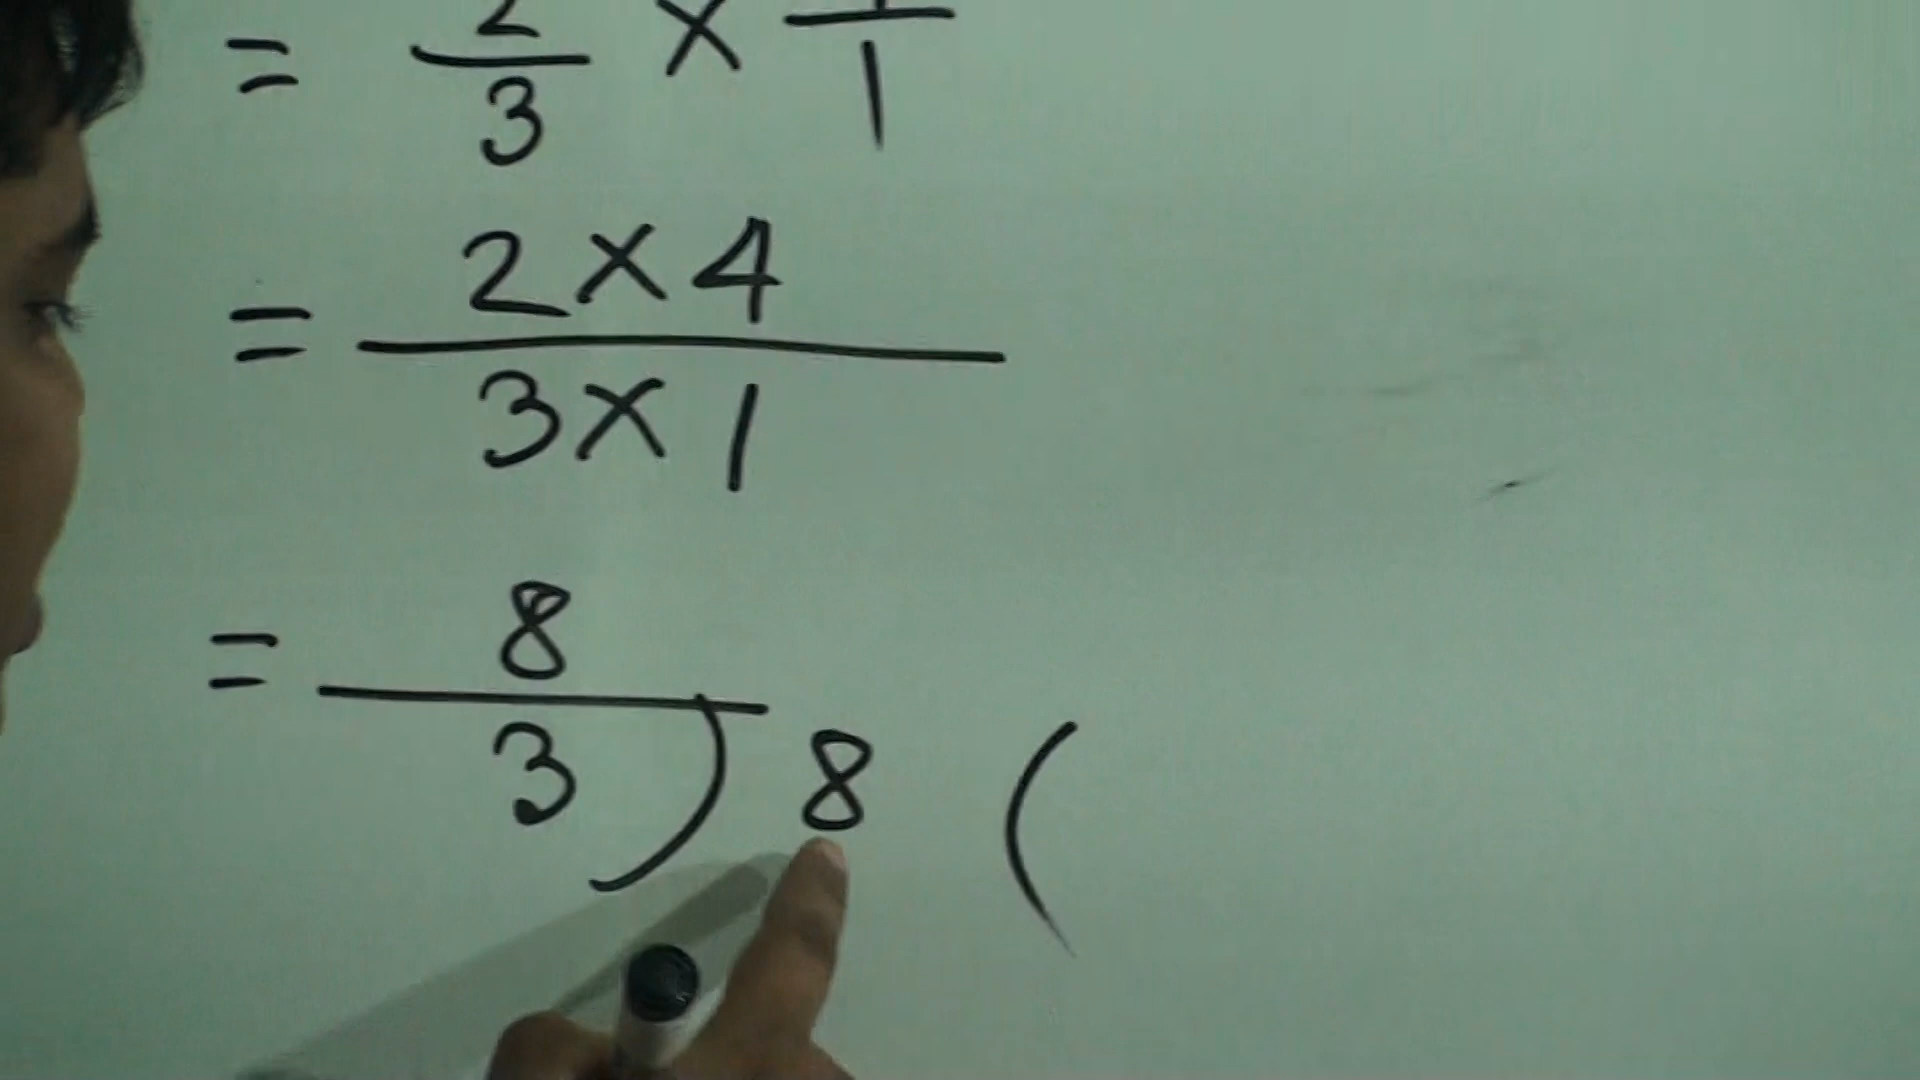 = 2/3 × 4/1
= 2×4 / 3×1
= 8/3 ) 8 (